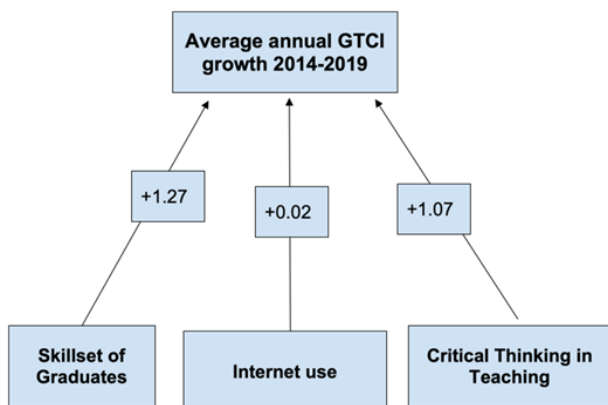 Average annual GTCI
growth 2014-2019
+1.27
+0.02
+1.07
Skillset of
Graduates
Internet use
Critical Thinking in
Teaching